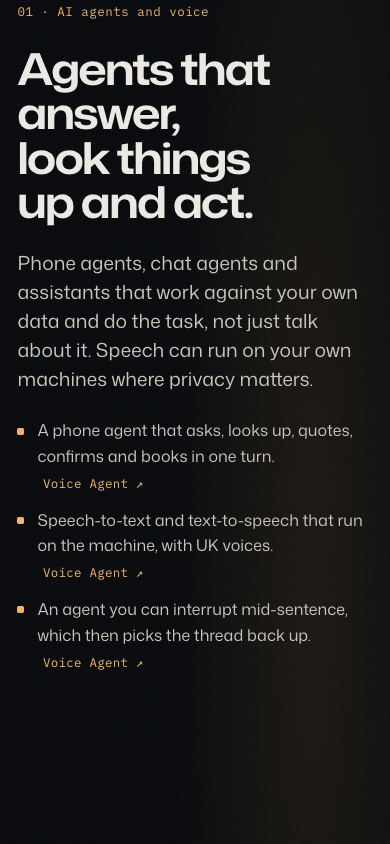 01 · AI agents and voice
Agents that
answer,
look things
up and act.
Phone agents, chat agents and
assistants that work against your own
data and do the task, not just talk
about it. Speech can run on your own
machines where privacy matters.
A phone agent that asks, looks up, quotes,
confirms and books in one turn.
Voice Agent ↗
Speech-to-text and text-to-speech that run
on the machine, with UK voices.
Voice Agent ↗
An agent you can interrupt mid-sentence,
which then picks the thread back up.
Voice Agent ↗